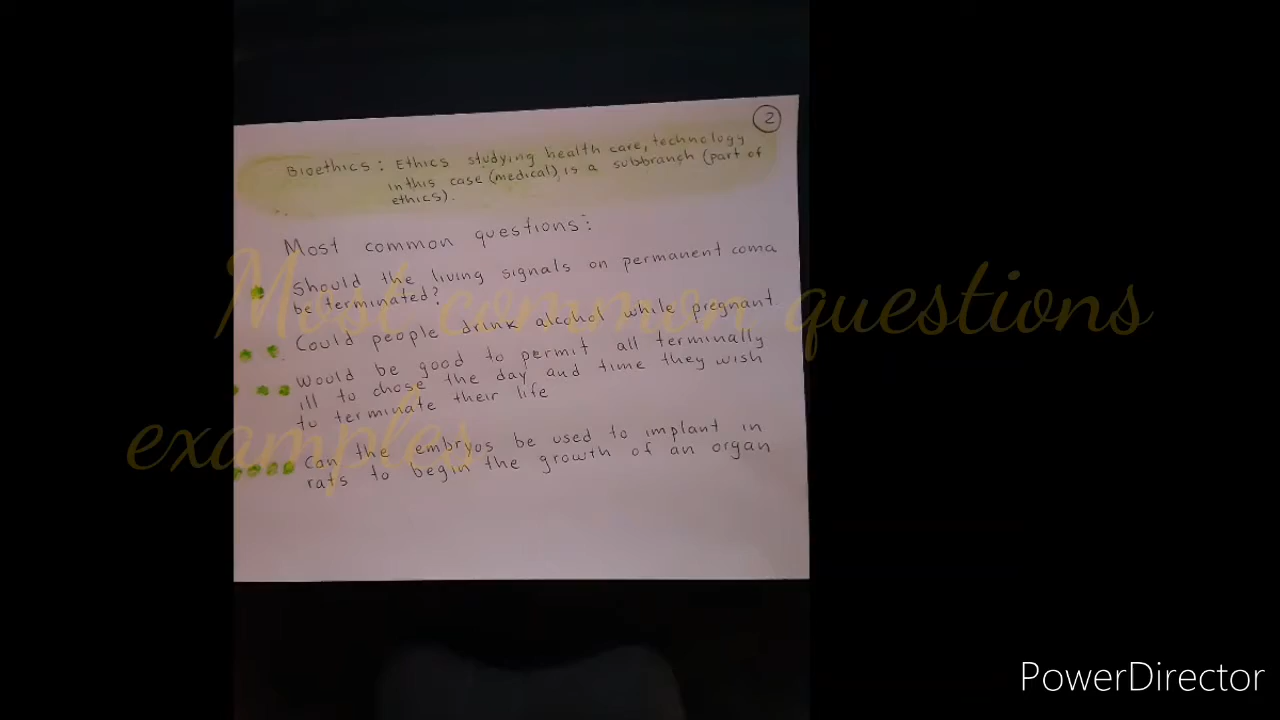 2
Bioethics: Ethics studying health care, technology
in this case (medical), is a subbranch (part of
ethics).
Most common questions:
Should the living signals on permanent coma
be terminated?
Could people drink alcohol while pregnant
Would be good to permit all terminally
ill to chose the day and time they wish
to terminate their life
Can the embryos be used to implant in
rats to begin the growth of an organ
Most common questions
examples
PowerDirector